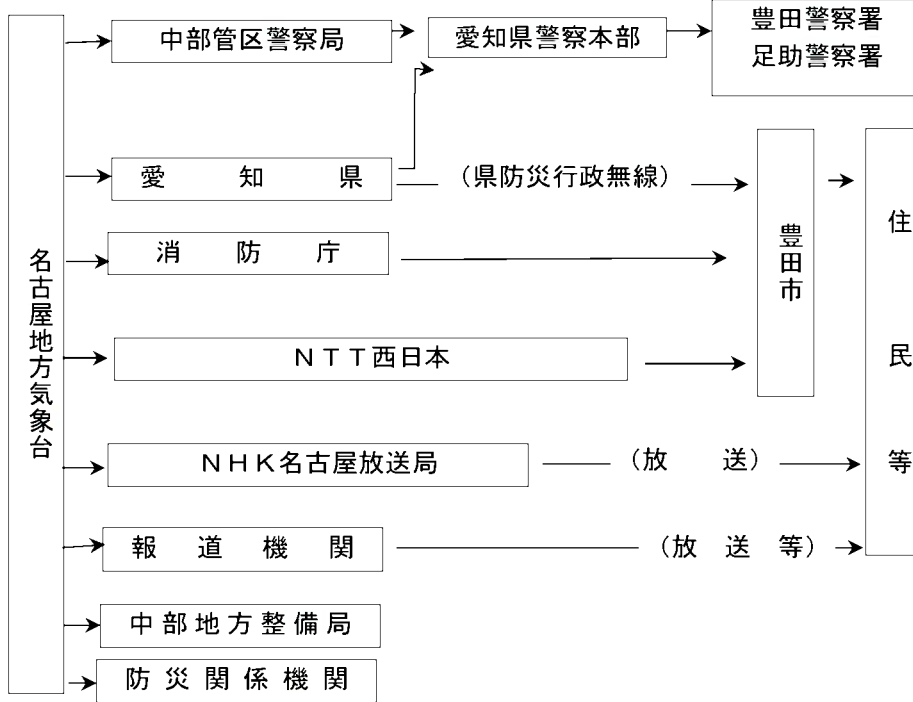 中部管区警察局
愛知県警察本部
豊田警察署
足助警察署
愛知県
（県防災行政無線）
消防庁
名古屋地方気象台
豊田市
住民等
ＮＴＴ西日本
ＮＨＫ名古屋放送局
（放送）
報道機関
（放送等）
中部地方整備局
防災関係機関